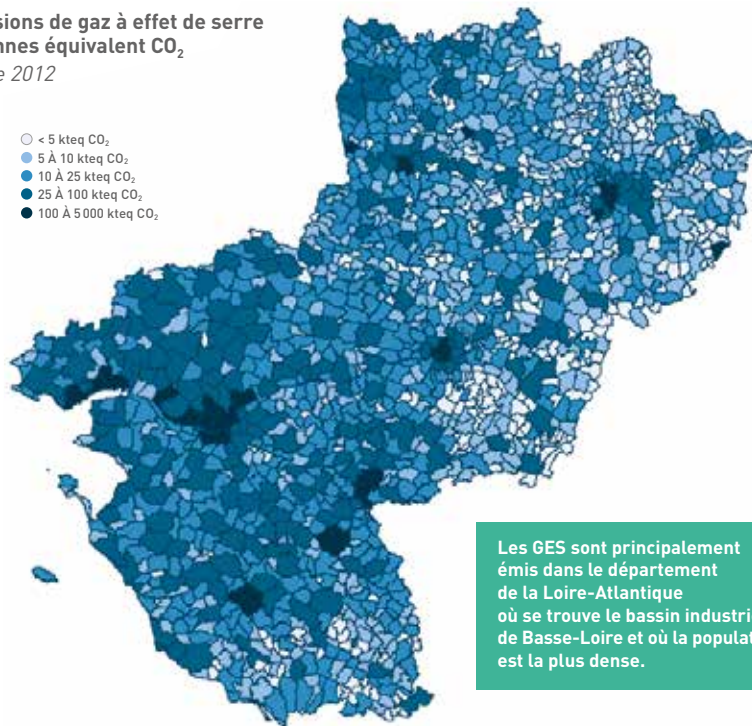 sions de gaz à effet de serre
nnes équivalent CO₂
e 2012
< 5 kteq CO₂
5 À 10 kteq CO₂
10 À 25 kteq CO₂
25 À 100 kteq CO₂
100 À 5 000 kteq CO₂
Les GES sont principalement
émis dans le département
de la Loire-Atlantique
où se trouve le bassin industri
de Basse-Loire et où la populat
est la plus dense.